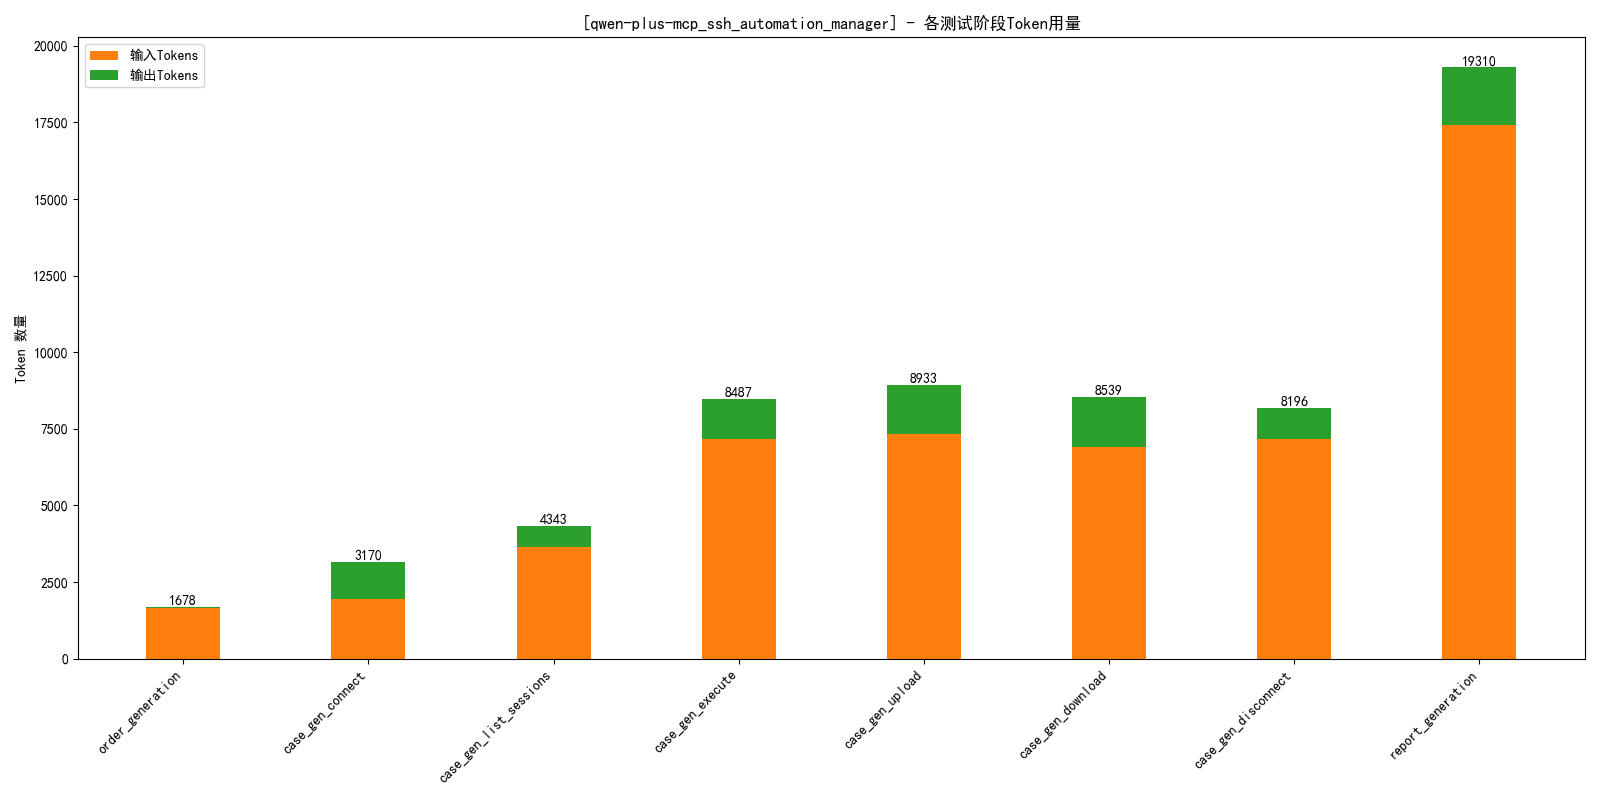 [qwen-plus-mcp_ssh_automation_manager] - 各测试阶段Token用量
输入Tokens
输出Tokens
Token 数量
20000
17500
15000
12500
10000
7500
5000
2500
0
1678
3170
4343
8487
8933
8539
8196
19310
order_generation
case_gen_connect
case_gen_list_sessions
case_gen_execute
case_gen_upload
case_gen_download
case_gen_disconnect
report_generation